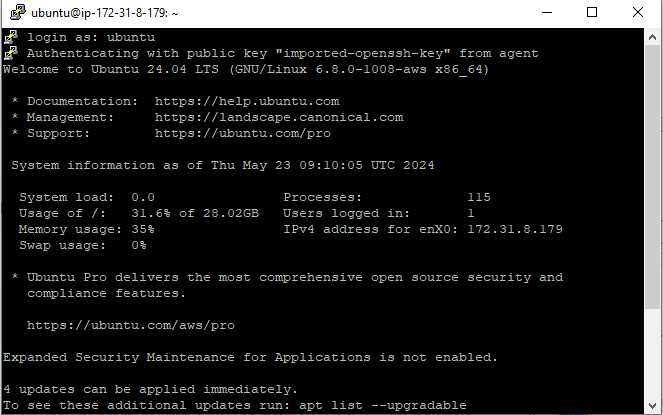 ubuntu@ip-172-31-8-179: ~
login as: ubuntu
Authenticating with public key "imported-openssh-key" from agent
Welcome to Ubuntu 24.04 LTS (GNU/Linux 6.8.0-1008-aws x86_64)
* Documentation:  https://help.ubuntu.com
* Management:     https://landscape.canonical.com
* Support:        https://ubuntu.com/pro
System information as of Thu May 23 09:10:05 UTC 2024
System load:  0.0                Processes:             115
Usage of /:   31.6% of 28.02GB   Users logged in:       1
Memory usage: 35%                IPv4 address for enX0: 172.31.8.179
Swap usage:   0%
* Ubuntu Pro delivers the most comprehensive open source security and
compliance features.
https://ubuntu.com/aws/pro
Expanded Security Maintenance for Applications is not enabled.
4 updates can be applied immediately.
To see these additional updates run: apt list --upgradable